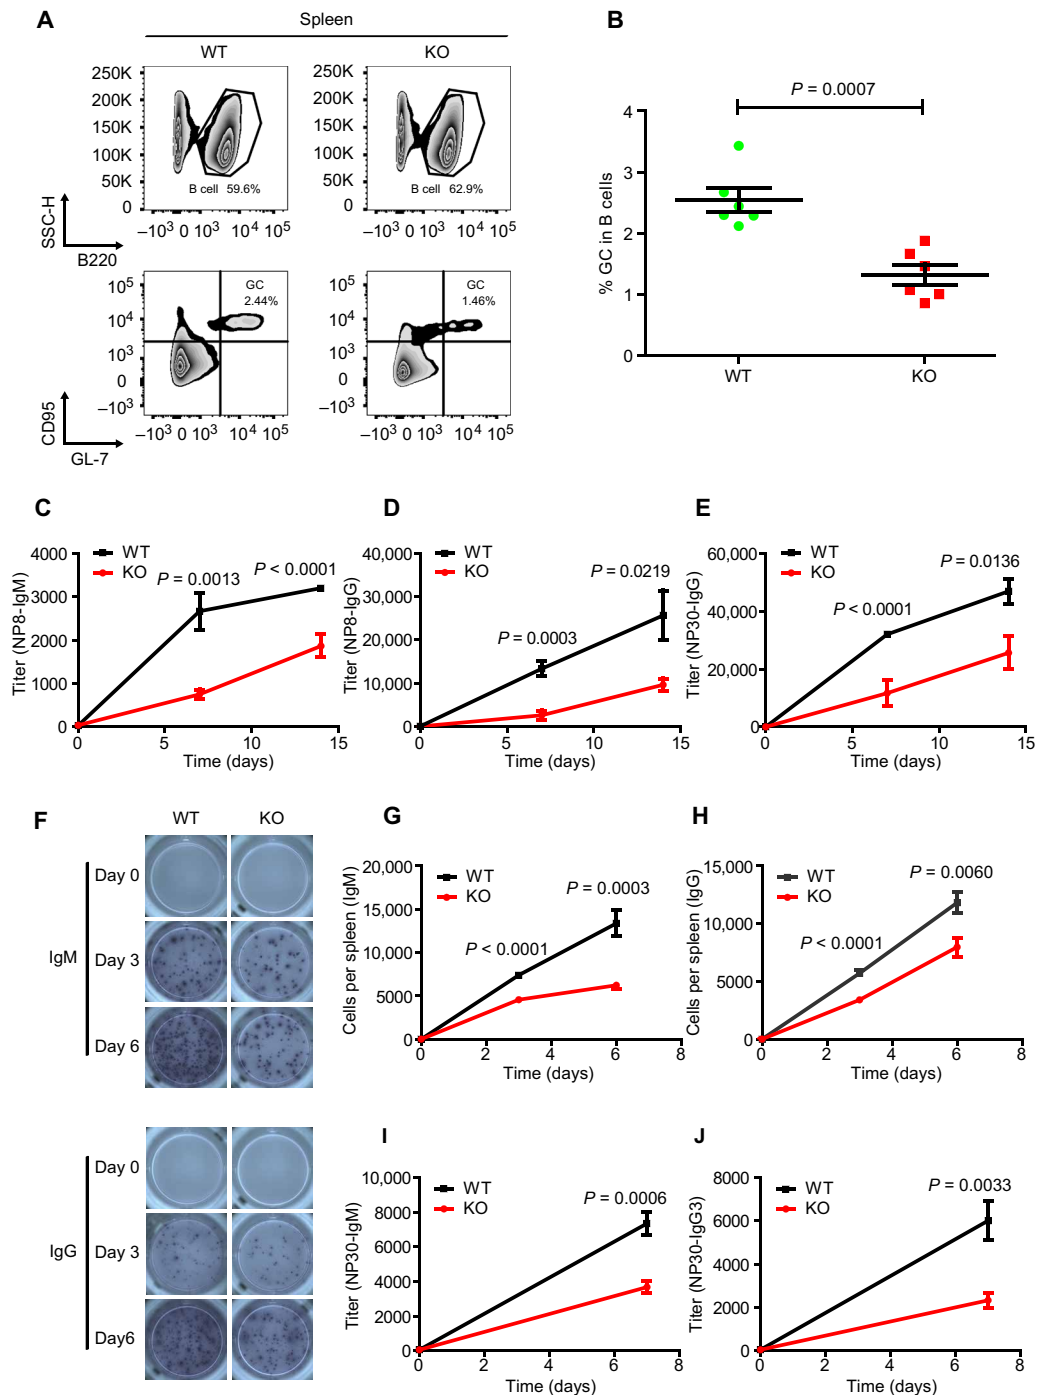 A
Spleen
WT
KO
250K
200K
150K
100K
50K
0
B cell 59.6%
B cell 62.9%
–10³ 0 10³ 10⁴ 10⁵
–10³ 0 10³ 10⁴ 10⁵
SSC-H
B220
10⁵
10⁴
10³
0
–10³
GC
2.44%
GC
1.46%
–10³ 0 10³ 10⁴ 10⁵
–10³ 0 10³ 10⁴ 10⁵
CD95
GL-7
B
P = 0.0007
% GC in B cells
4
3
2
1
0
WT
KO
C
Titer (NP8-IgM)
4000
3000
2000
1000
0
WT
KO
P = 0.0013
P < 0.0001
0 5 10 15
Time (days)
D
Titer (NP8-IgG)
40,000
30,000
20,000
10,000
0
WT
KO
P = 0.0003
P = 0.0219
0 5 10 15
Time (days)
E
Titer (NP30-IgG)
60,000
40,000
20,000
0
WT
KO
P < 0.0001
P = 0.0136
0 5 10 15
Time (days)
F
WT
KO
IgM
Day 0
Day 3
Day 6
IgG
Day 0
Day 3
Day6
G
Cells per spleen (IgM)
20,000
15,000
10,000
5000
0
WT
KO
P < 0.0001
P = 0.0003
0 2 4 6 8
Time (days)
H
Cells per spleen (IgG)
15,000
10,000
5000
0
WT
KO
P < 0.0001
P = 0.0060
0 2 4 6 8
Time (days)
I
Titer (NP30-IgM)
10,000
8000
6000
4000
2000
0
WT
KO
P = 0.0006
0 1 2 3 4 5 6 7 8
Time (days)
J
Titer (NP30-IgG3)
8000
6000
4000
2000
0
WT
KO
P = 0.0033
0 1 2 3 4 5 6 7 8
Time (days)